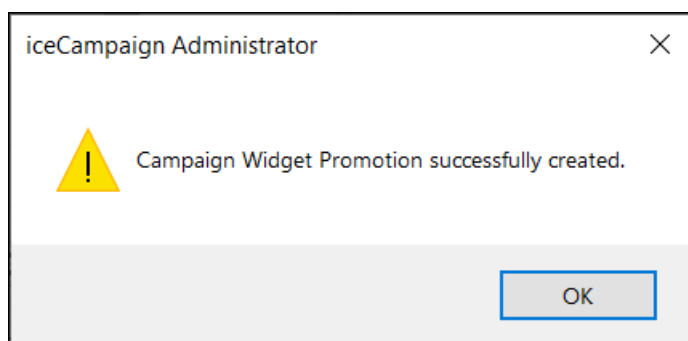 iceCampaign Administrator
Campaign Widget Promotion successfully created.
OK